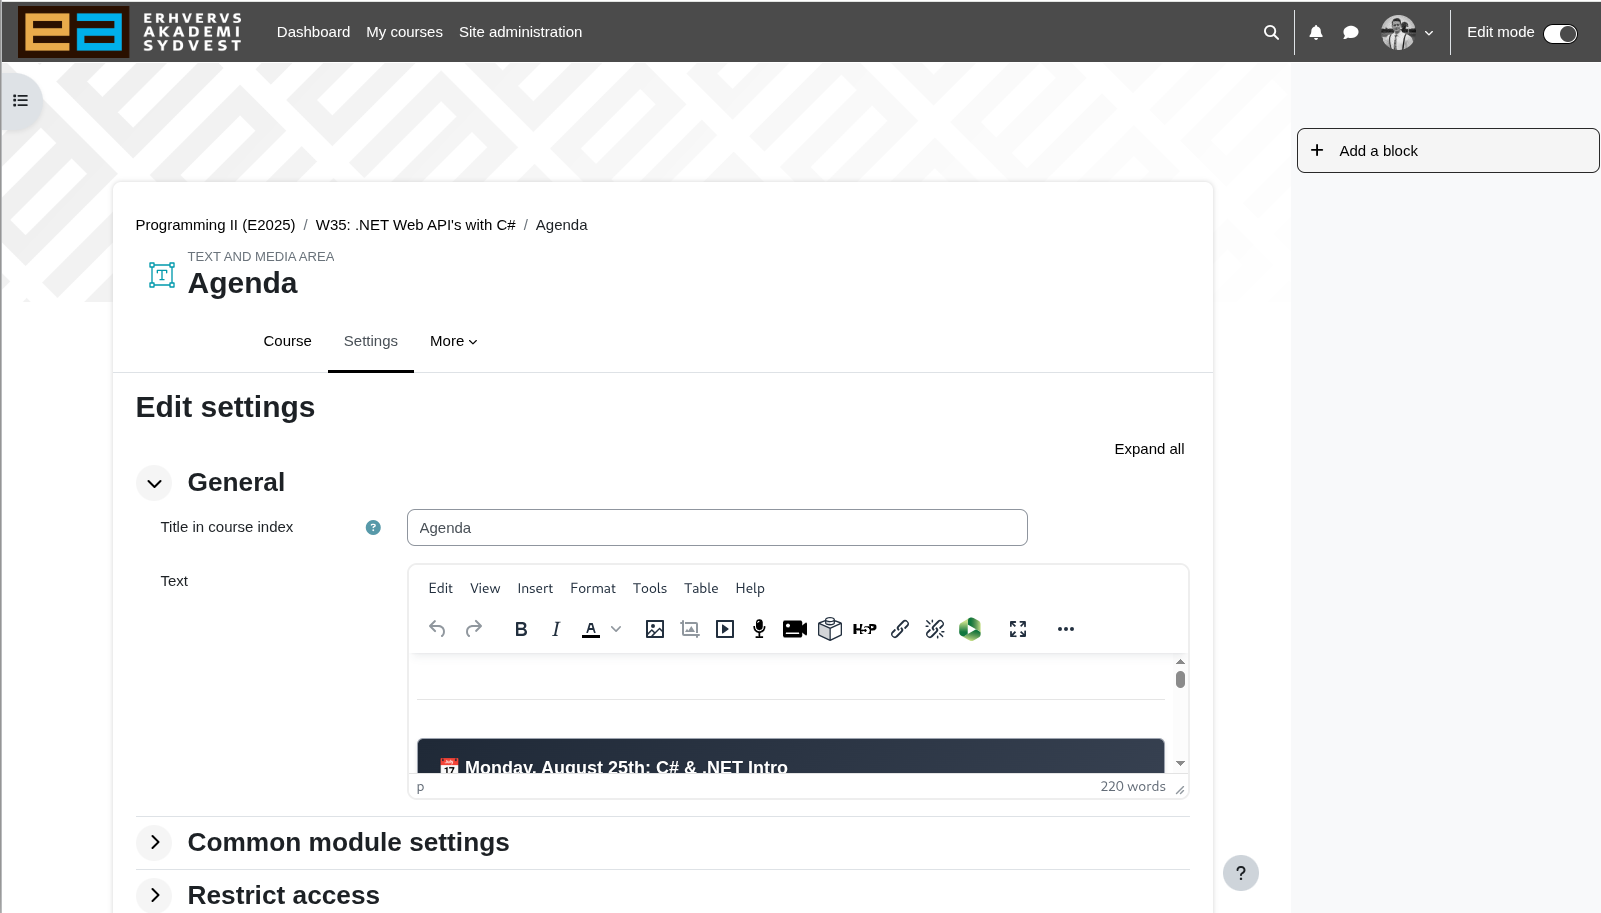 ERHVERVS
AKADEMI
SYDVEST
Dashboard My courses Site administration
Edit mode
Add a block
Programming II (E2025) / W35: .NET Web API's with C# / Agenda
TEXT AND MEDIA AREA
Agenda
Course Settings More
Edit settings
Expand all
General
Title in course index
Agenda
Text
Edit View Insert Format Tools Table Help
B I A H5P
📅 Monday, August 25th: C# & .NET Intro
p 220 words
Common module settings
Restrict access